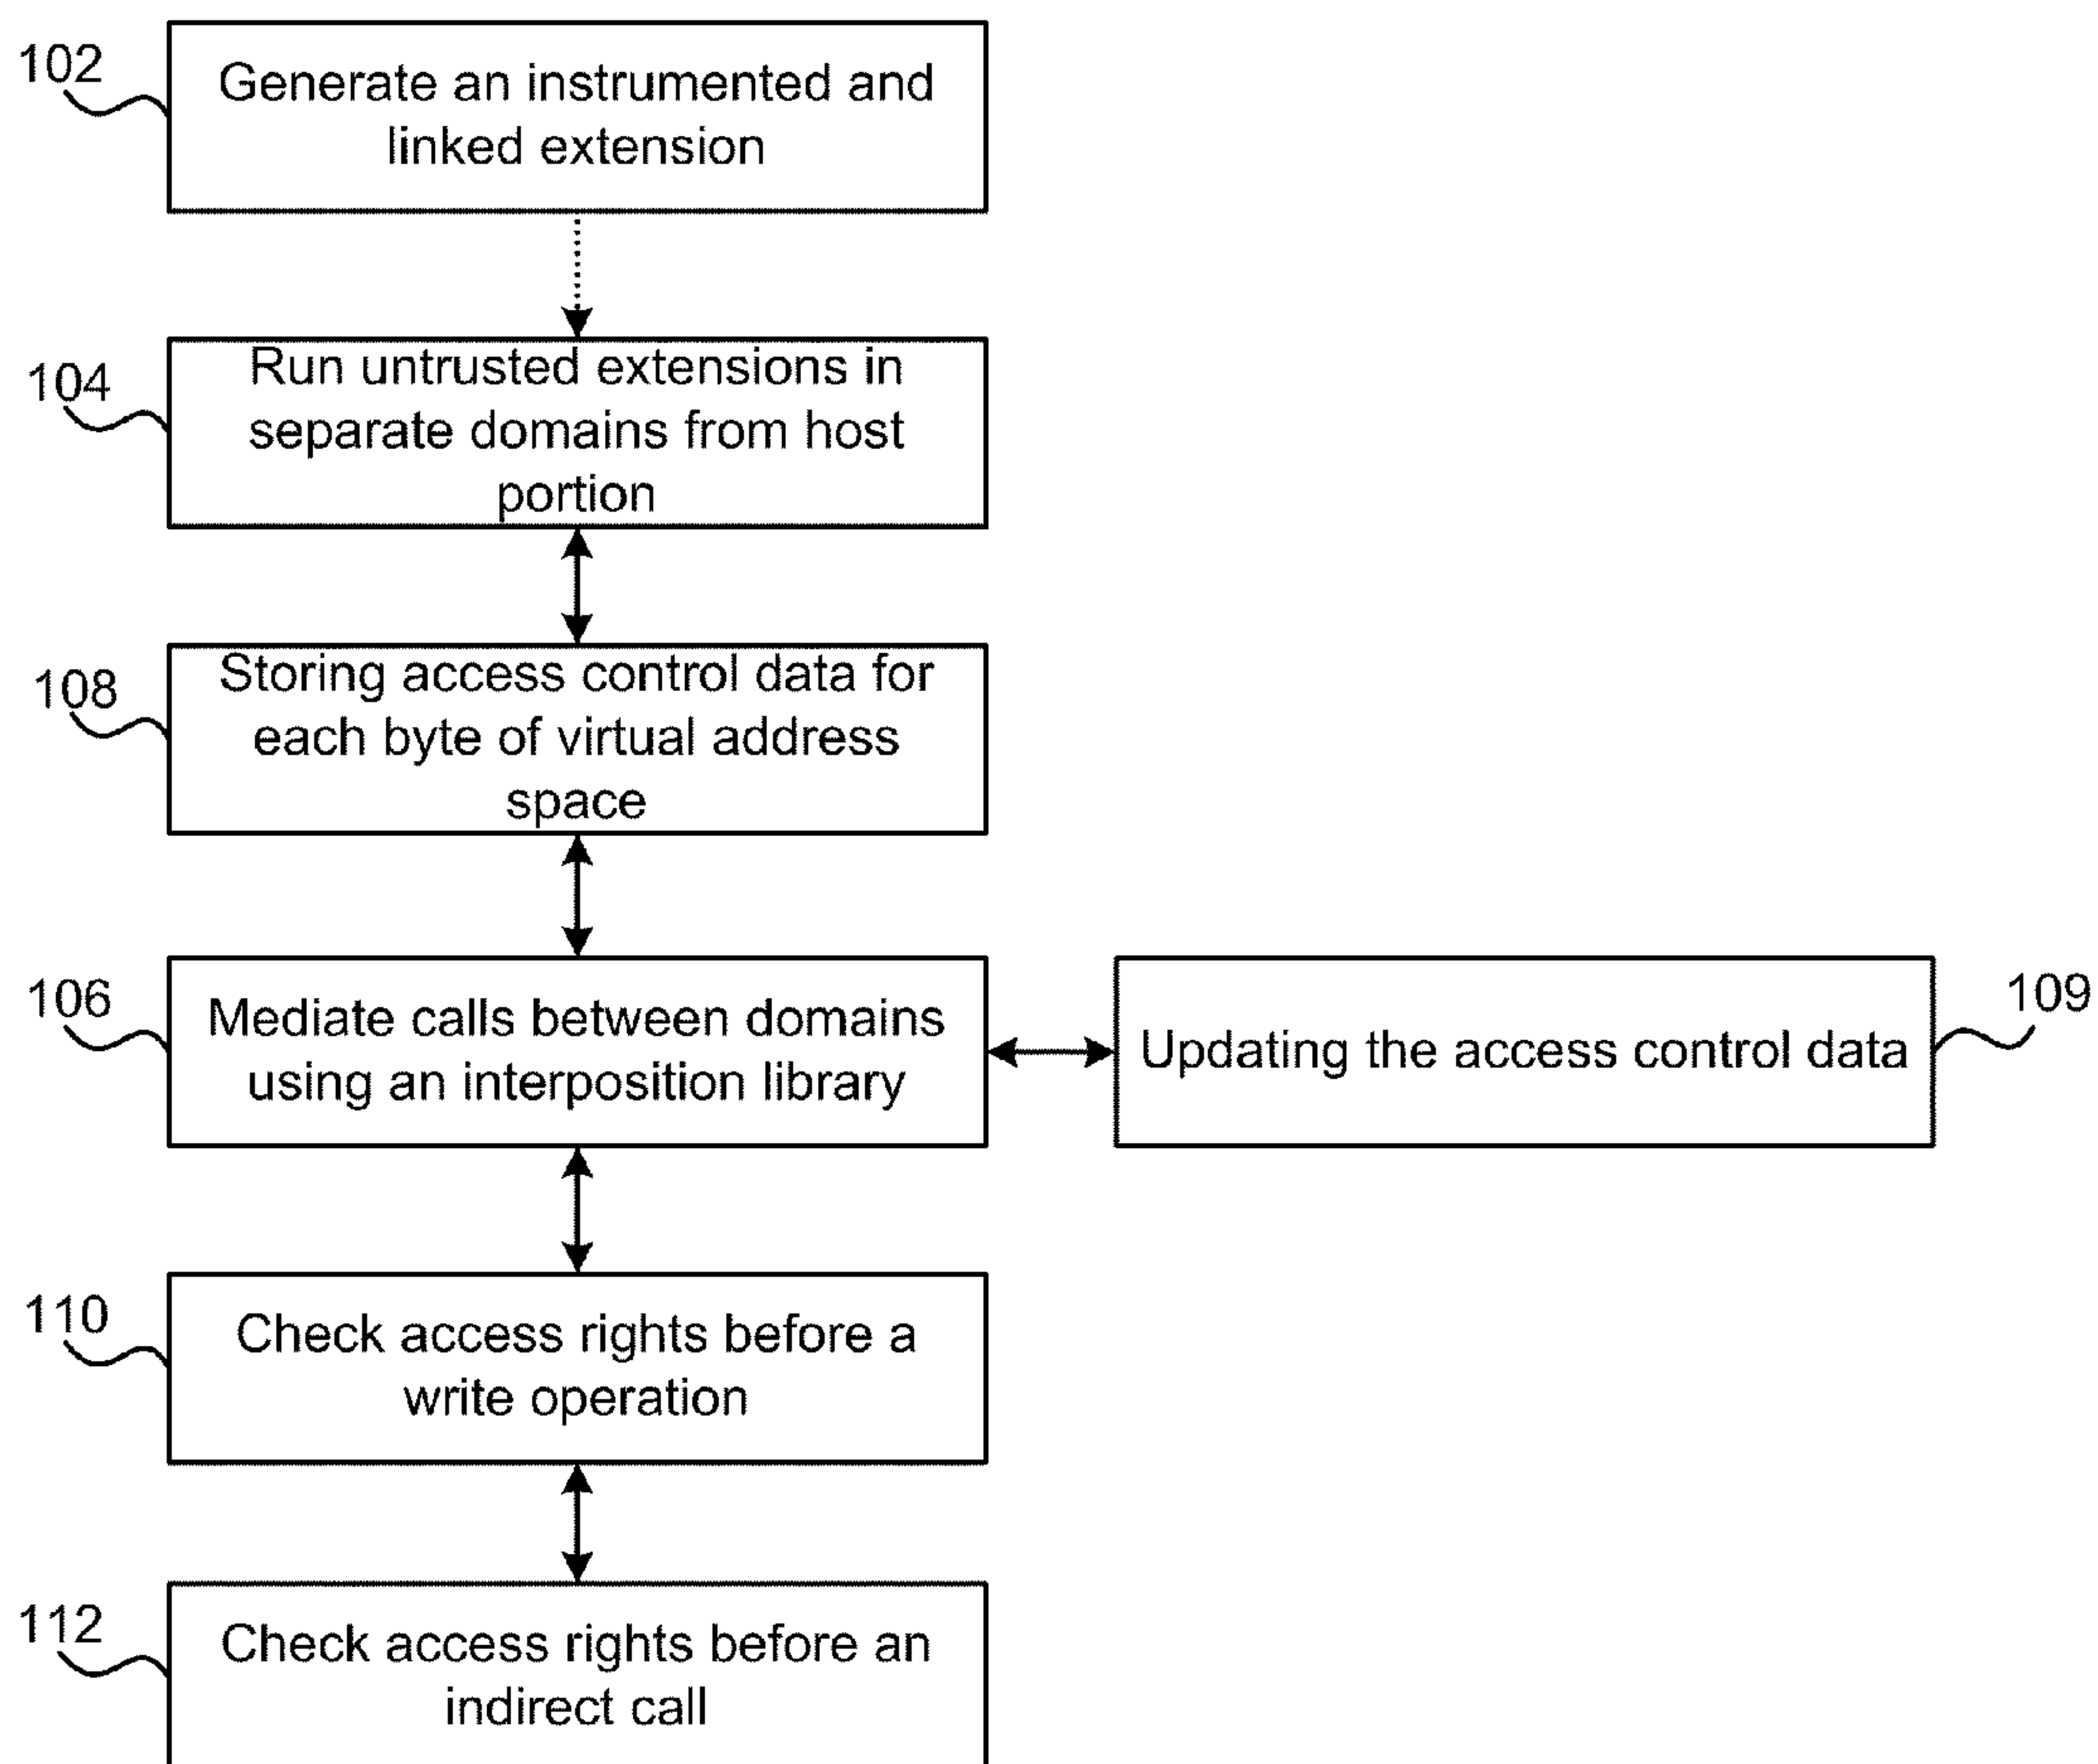 102
Generate an instrumented and
linked extension
104
Run untrusted extensions in
separate domains from host
portion
108
Storing access control data for
each byte of virtual address
space
106
Mediate calls between domains
using an interposition library
Updating the access control data
109
110
Check access rights before a
write operation
112
Check access rights before an
indirect call